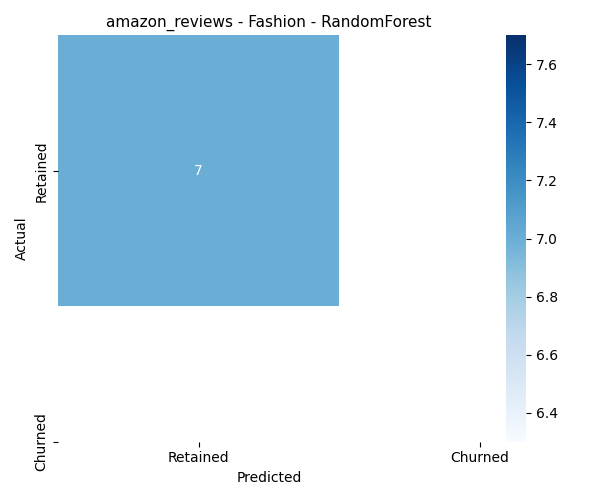 amazon_reviews - Fashion - RandomForest
7
Retained
Churned
Actual
Retained
Churned
Predicted
7.6
7.4
7.2
7.0
6.8
6.6
6.4